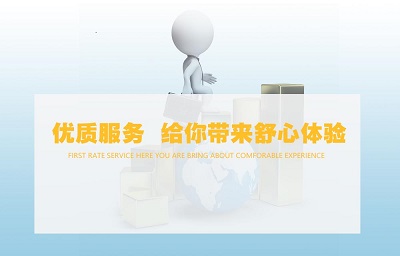 优质服务 给你带来舒心体验
FIRST RATE SERVICE HERE YOU ARE BRING ABOUT COMFORABLE EXPERIENCE